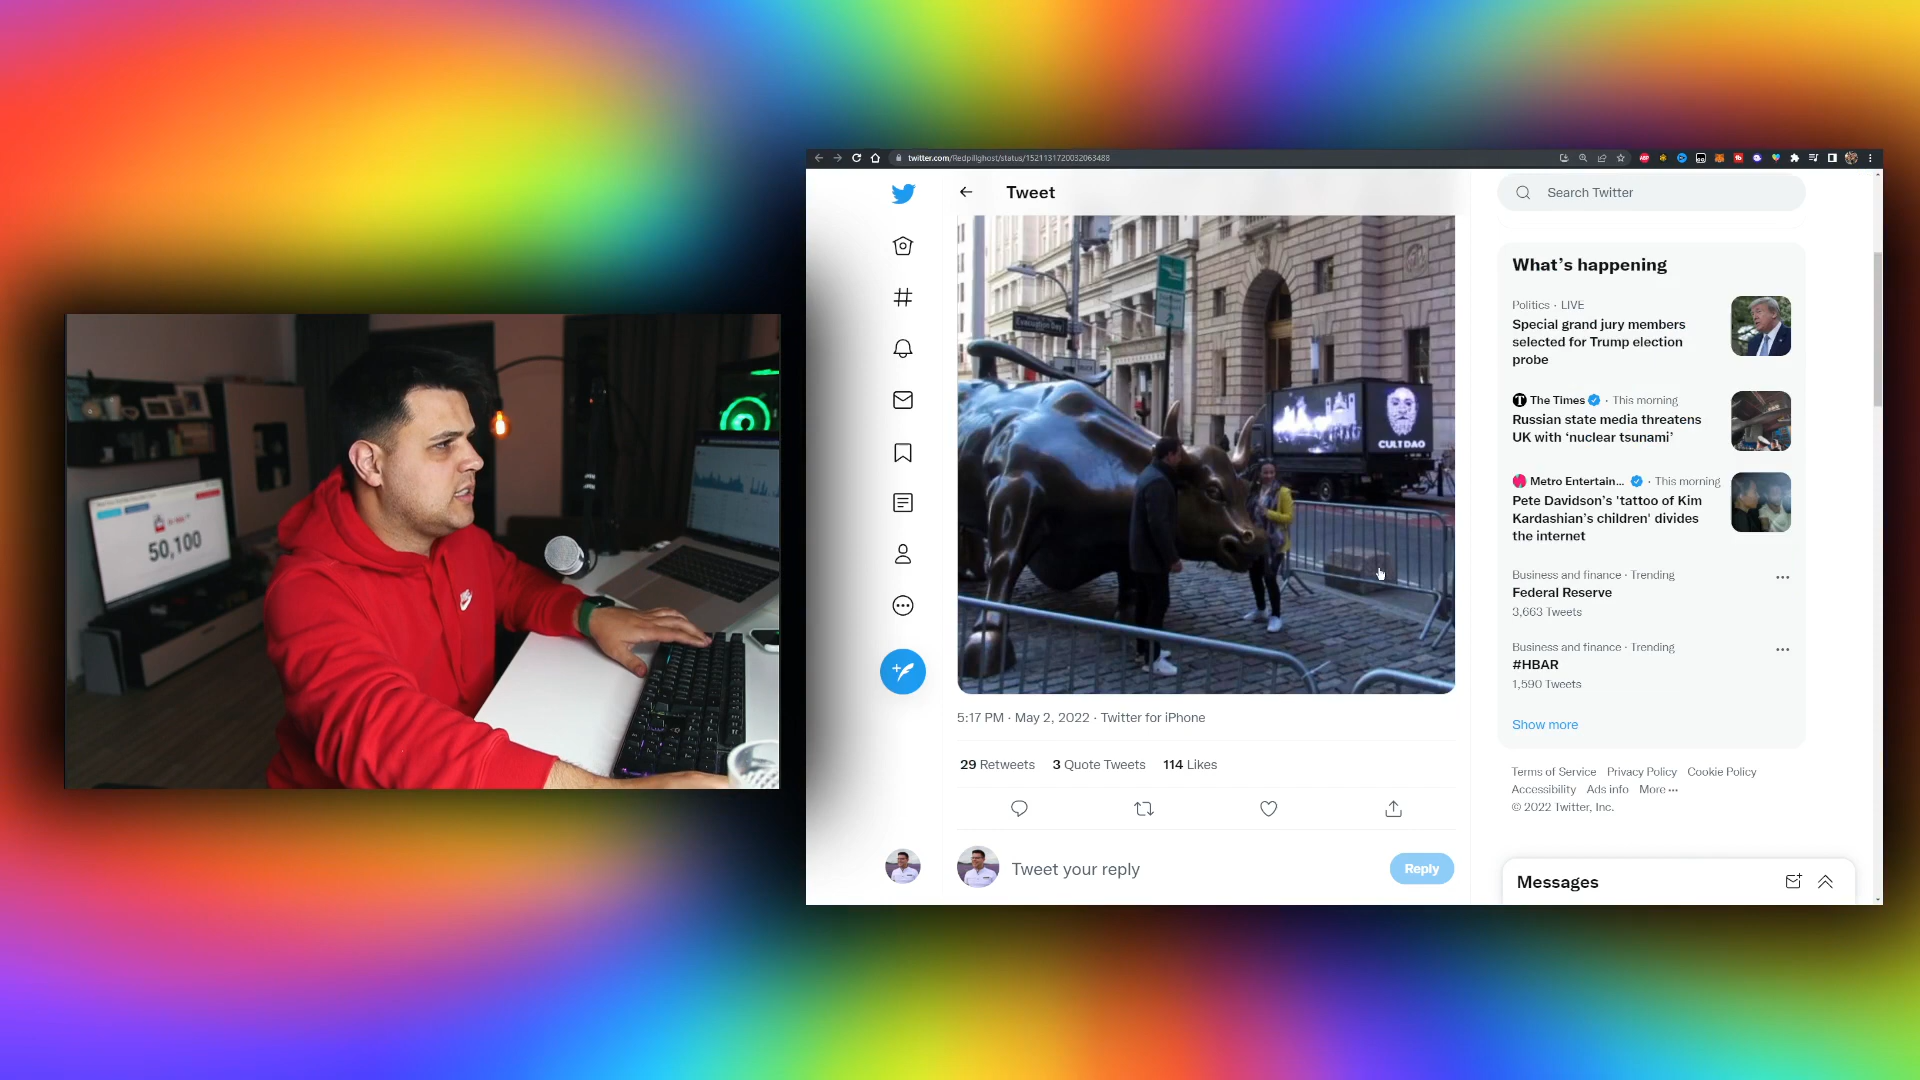 50,100
twitter.com/Redpillghost/status/1521131720032063488
Tweet
Search Twitter
Evacuation Day
CULT DAO
5:17 PM · May 2, 2022 · Twitter for iPhone
29 Retweets 3 Quote Tweets 114 Likes
Tweet your reply
Reply
What's happening
Politics · LIVE
Special grand jury members
selected for Trump election
probe
The Times · This morning
Russian state media threatens
UK with ‘nuclear tsunami’
Metro Entertain... · This morning
Pete Davidson’s 'tattoo of Kim
Kardashian’s children' divides
the internet
Business and finance · Trending
Federal Reserve
3,663 Tweets
Business and finance · Trending
#HBAR
1,590 Tweets
Show more
Terms of Service Privacy Policy Cookie Policy
Accessibility Ads info More ···
© 2022 Twitter, Inc.
Messages